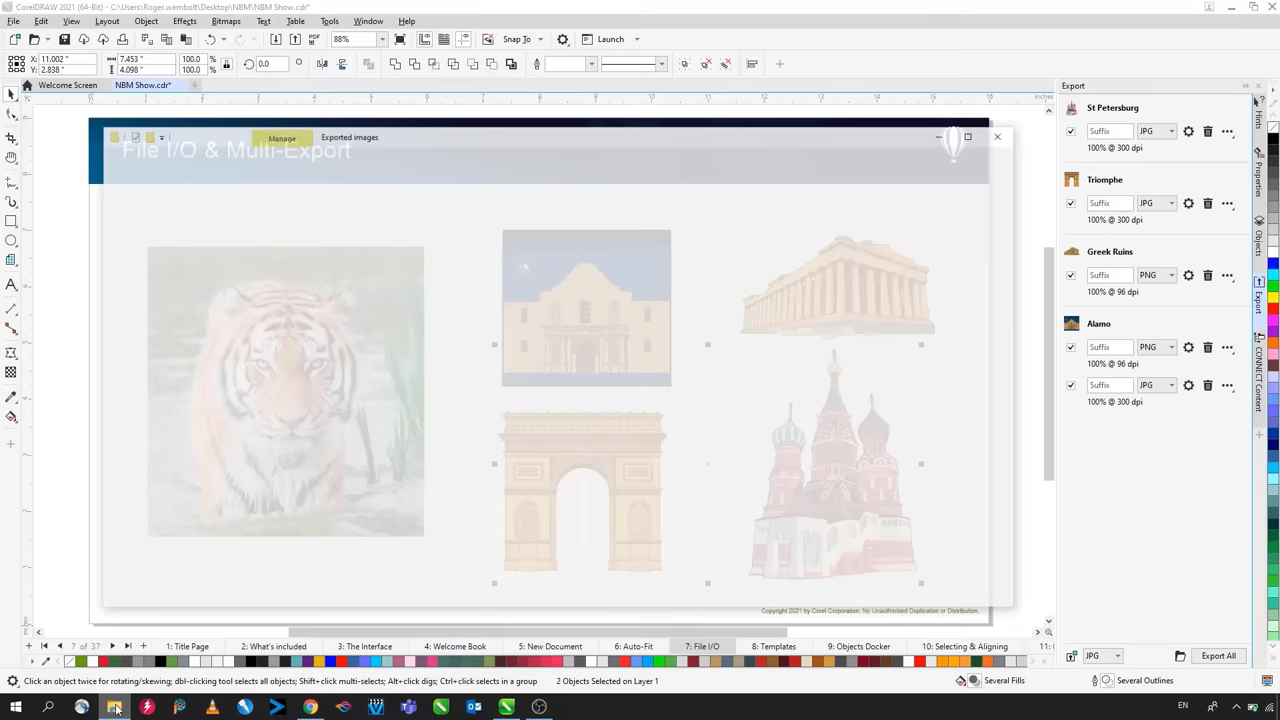 CorelDRAW 2021 (64-Bit) - C:\Users\Roger.wambolt\Desktop\NBM\NBM Show.cdr*
File Edit View Layout Object Effects Bitmaps Text Table Tools Window Help
PDF 88% Snap To Launch
X: 11.002 " 7.453 " 100.0 % 0.0 °
Y: 2.838 " 4.098 " 100.0 %
Welcome Screen NBM Show.cdr*
inches
Manage Exported images
File I/O & Multi-Export
Copyright 2021 by Corel Corporation. No Unauthorized Duplication or Distribution.
Export
St Petersburg
Suffix JPG
100% @ 300 dpi
Triomphe
Suffix JPG
100% @ 300 dpi
Greek Ruins
Suffix PNG
100% @ 96 dpi
Alamo
Suffix PNG
100% @ 96 dpi
Suffix JPG
100% @ 300 dpi
JPG Export All
Hints
Properties
Objects
Export
CONNECT Content
7 of 37 1: Title Page 2: What's included 3: The Interface 4: Welcome Book 5: New Document 6: Auto-Fit 7: File I/O 8: Templates 9: Objects Docker 10: Selecting & Aligning
Click an object twice for rotating/skewing; dbl-clicking tool selects all objects; Shift+click multi-selects; Alt+click digs; Ctrl+click selects in a group 2 Objects Selected on Layer 1 Several Fills Several Outlines
EN